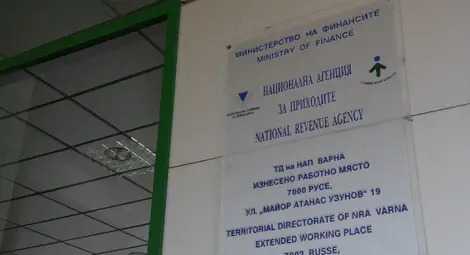 МИНИСТЕРСТВО НА ФИНАНСИТЕ
MINISTRY OF FINANCE
НАЦИОНАЛНА АГЕНЦИЯ
ЗА ПРИХОДИТЕ
NATIONAL REVENUE AGENCY
ТД на НАП ВАРНА
ИЗНЕСЕНО РАБОТНО МЯСТО
7000 РУСЕ,
УЛ. „МАЙОР АТАНАС УЗУНОВ" 19
TERRITORIAL DIRECTORATE OF NRA VARNA
EXTENDED WORKING PLACE
7002, RUSSE,